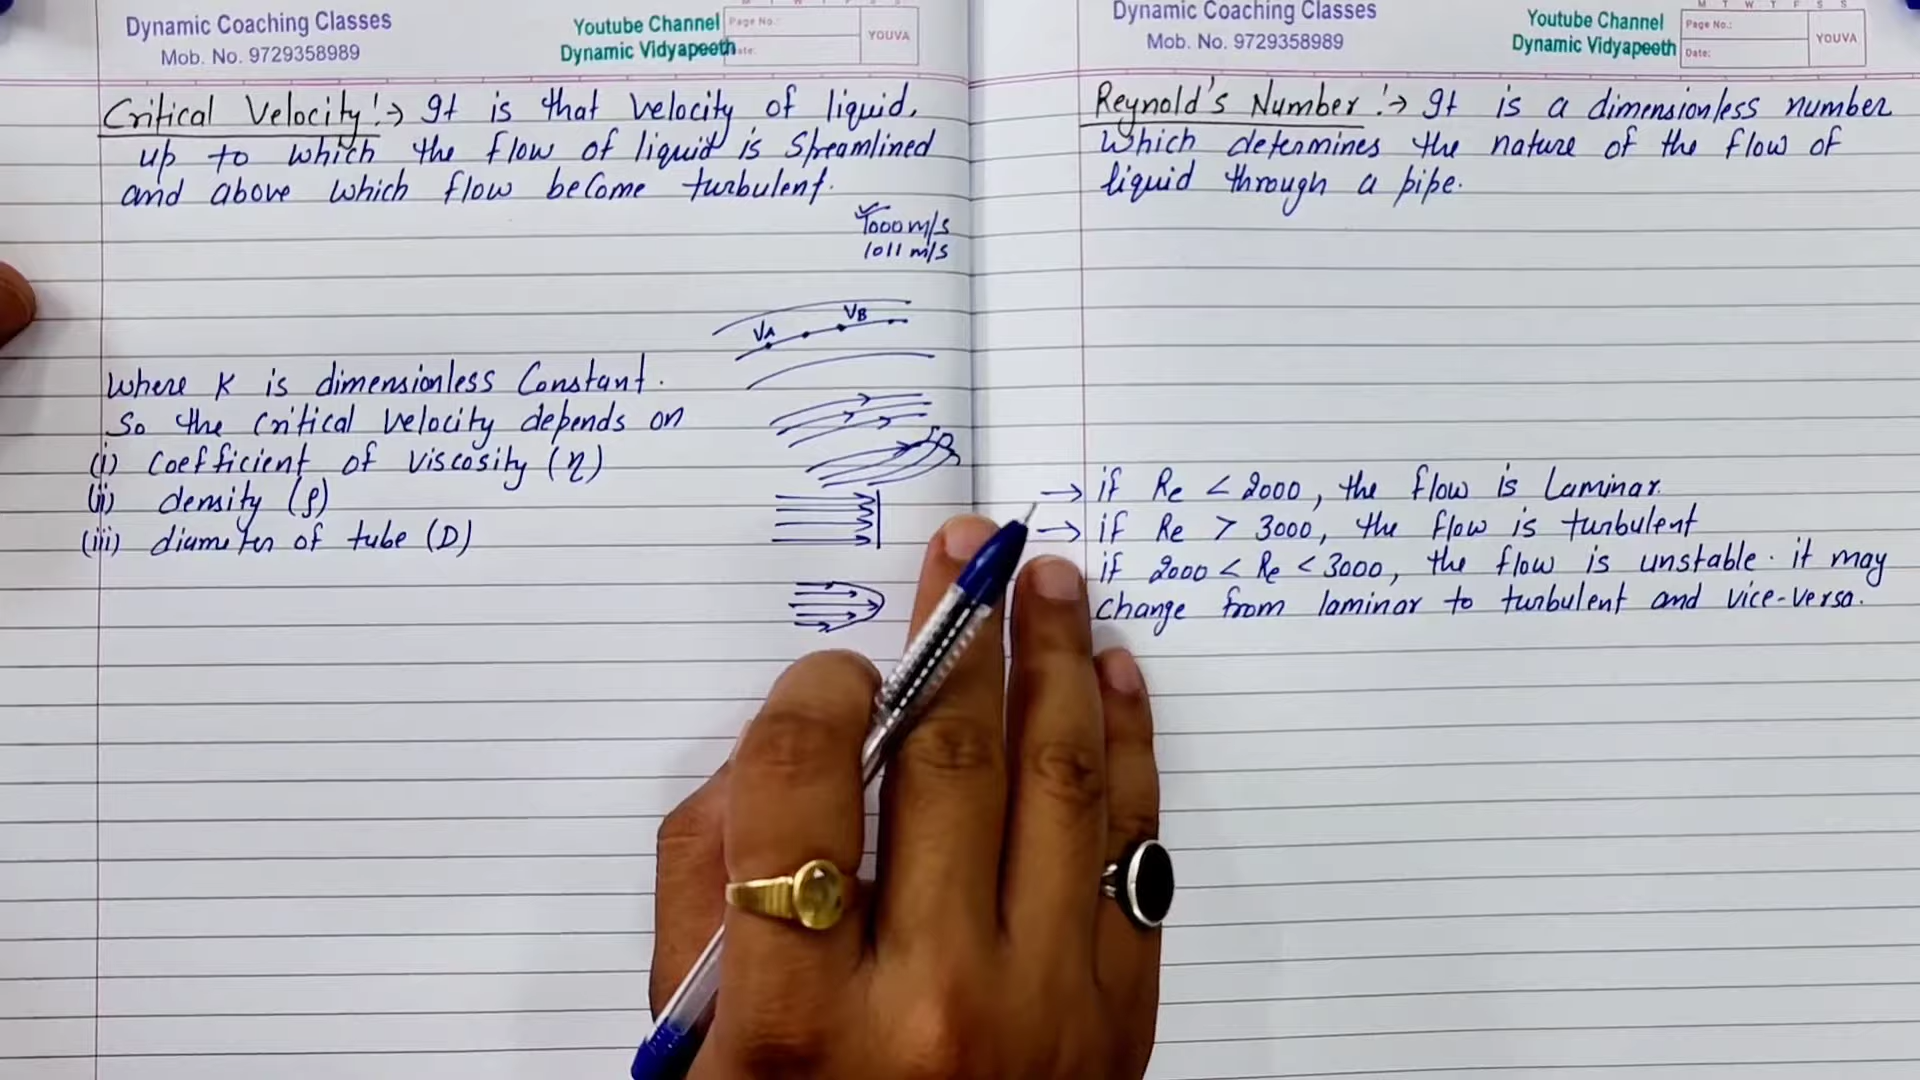 Dynamic Coaching Classes
Mob. No. 9729358989
Youtube Channel
Dynamic Vidyapeeth
Page No.:
Date:
YOUVA
Critical Velocity :→ It is that velocity of liquid,
up to which the flow of liquid is Streamlined
and above which flow become turbulent.
1000 m/s
1011 m/s
VA
VB
Where K is dimensionless Constant.
So the Critical Velocity depends on
(i) Coefficient of Viscosity (η)
(ii) density (ρ)
(iii) diameter of tube (D)
Dynamic Coaching Classes
Mob. No. 9729358989
Youtube Channel
Dynamic Vidyapeeth
M T W T F S S
Page No.:
Date:
YOUVA
Reynold's Number :→ It is a dimensionless number
Which determines the nature of the flow of
liquid through a pipe.
→ if Re < 2000, the flow is Laminar.
→ if Re > 3000, the flow is turbulent
if 2000 < Re < 3000, the flow is unstable. it may
Change from laminar to turbulent and vice-versa.